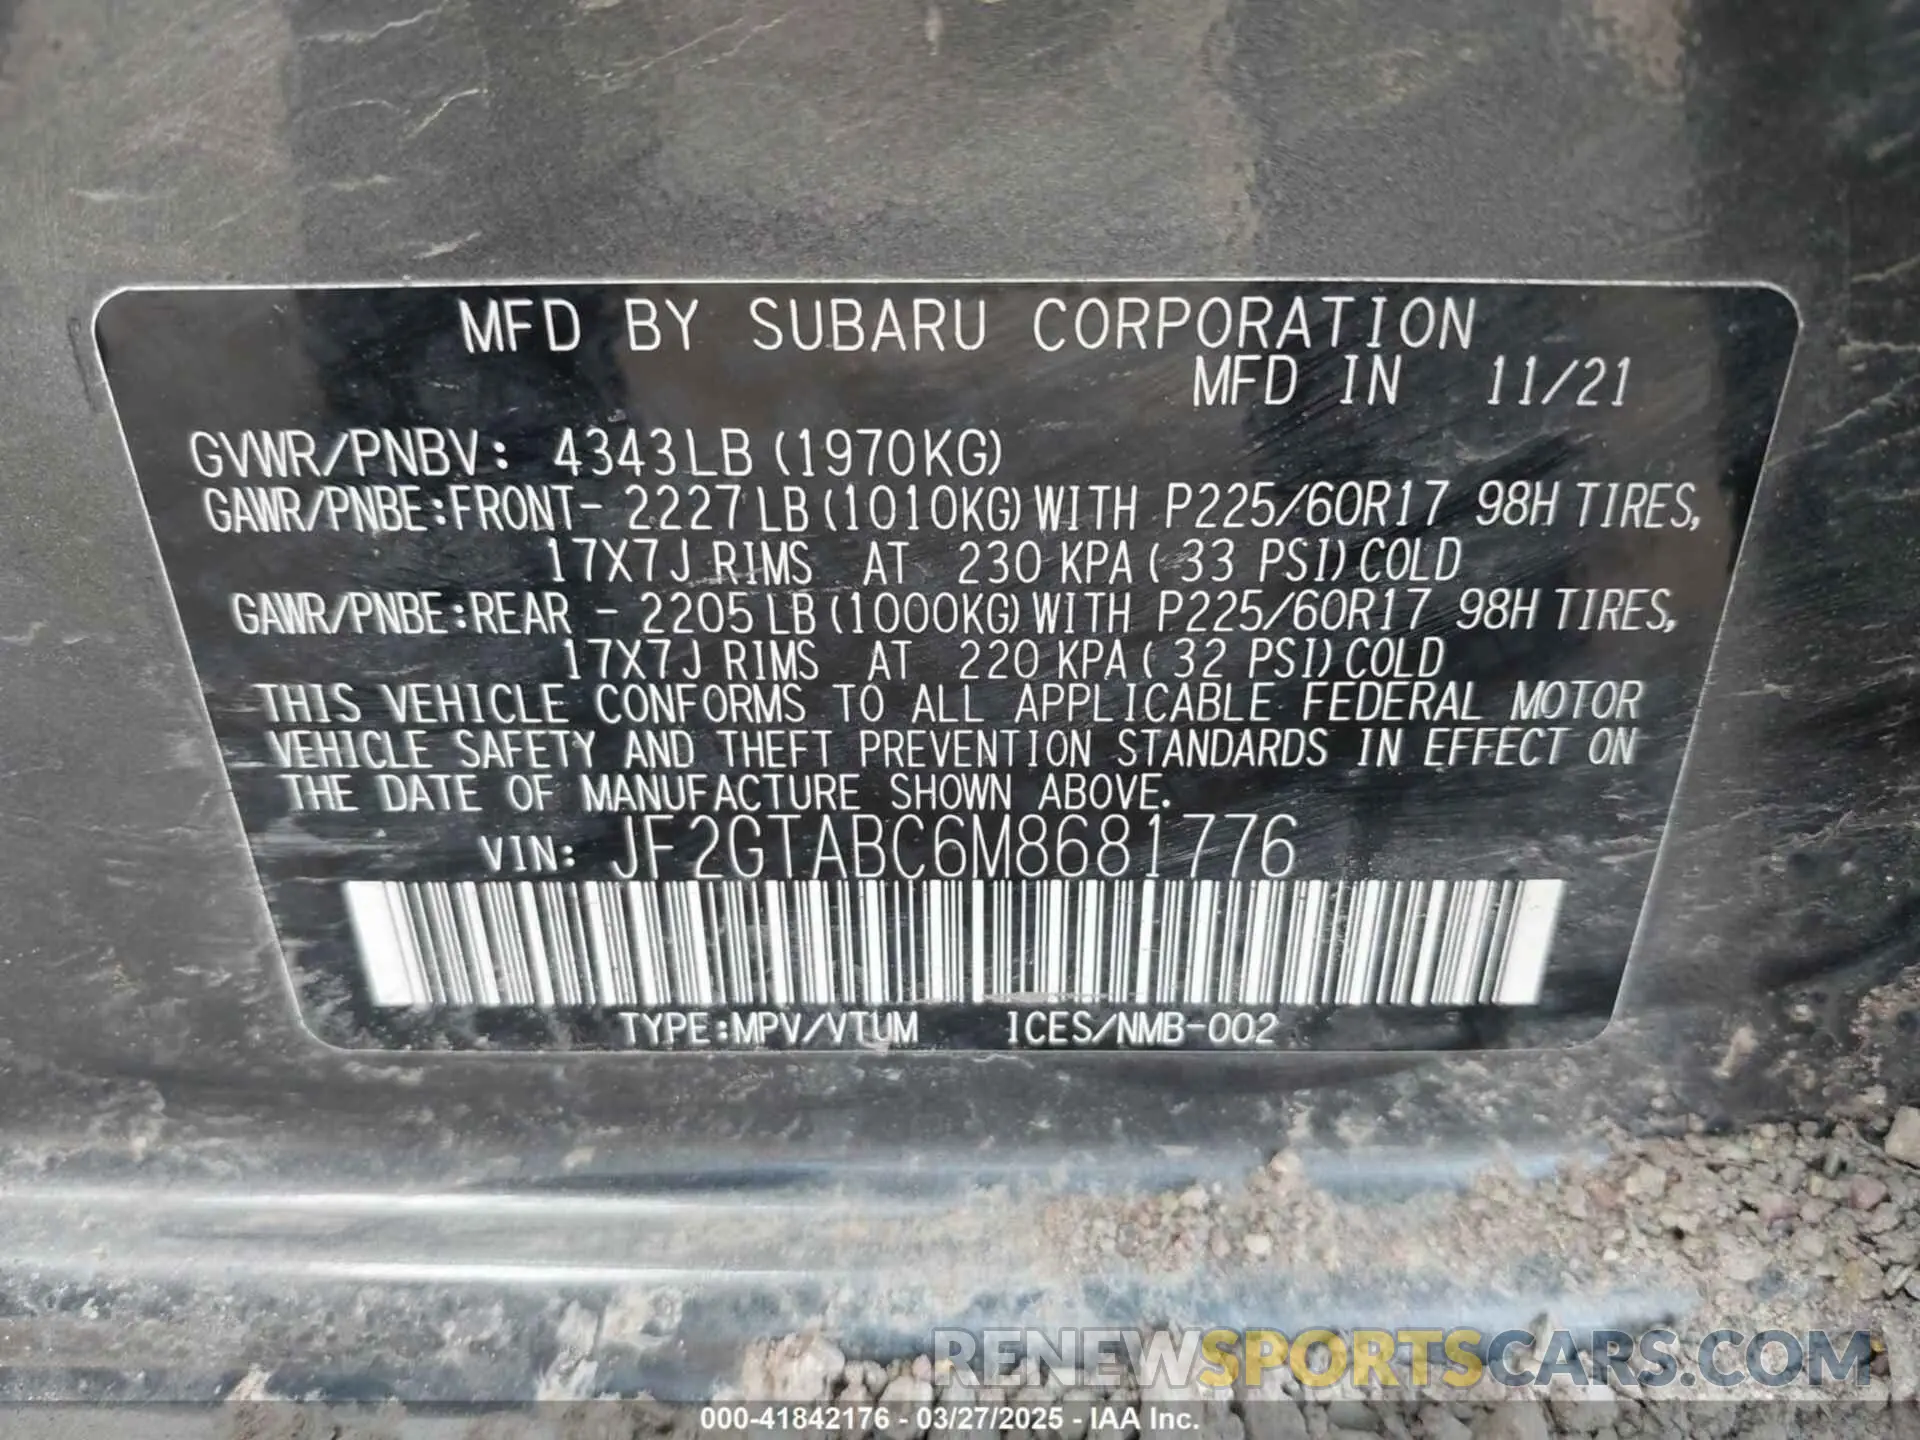 MFD BY SUBARU CORPORATION
MFD IN 11/21
GVWR/PNBV: 4343LB (1970KG)
GAWR/PNBE:FRONT- 2227LB (1010KG) WITH P225/60R17 98H TIRES,
17X7J RIMS AT 230 KPA ( 33 PSI) COLD
GAWR/PNBE:REAR - 2205LB (1000KG) WITH P225/60R17 98H TIRES,
17X7J RIMS AT 220 KPA ( 32 PSI) COLD
THIS VEHICLE CONFORMS TO ALL APPLICABLE FEDERAL MOTOR
VEHICLE SAFETY AND THEFT PREVENTION STANDARDS IN EFFECT ON
THE DATE OF MANUFACTURE SHOWN ABOVE.
VIN: JF2GTABC6M8681776
TYPE:MPV/VTUM ICES/NMB-002
RENEWSPORTSCARS.COM
000-41842176 - 03/27/2025 - IAA Inc.